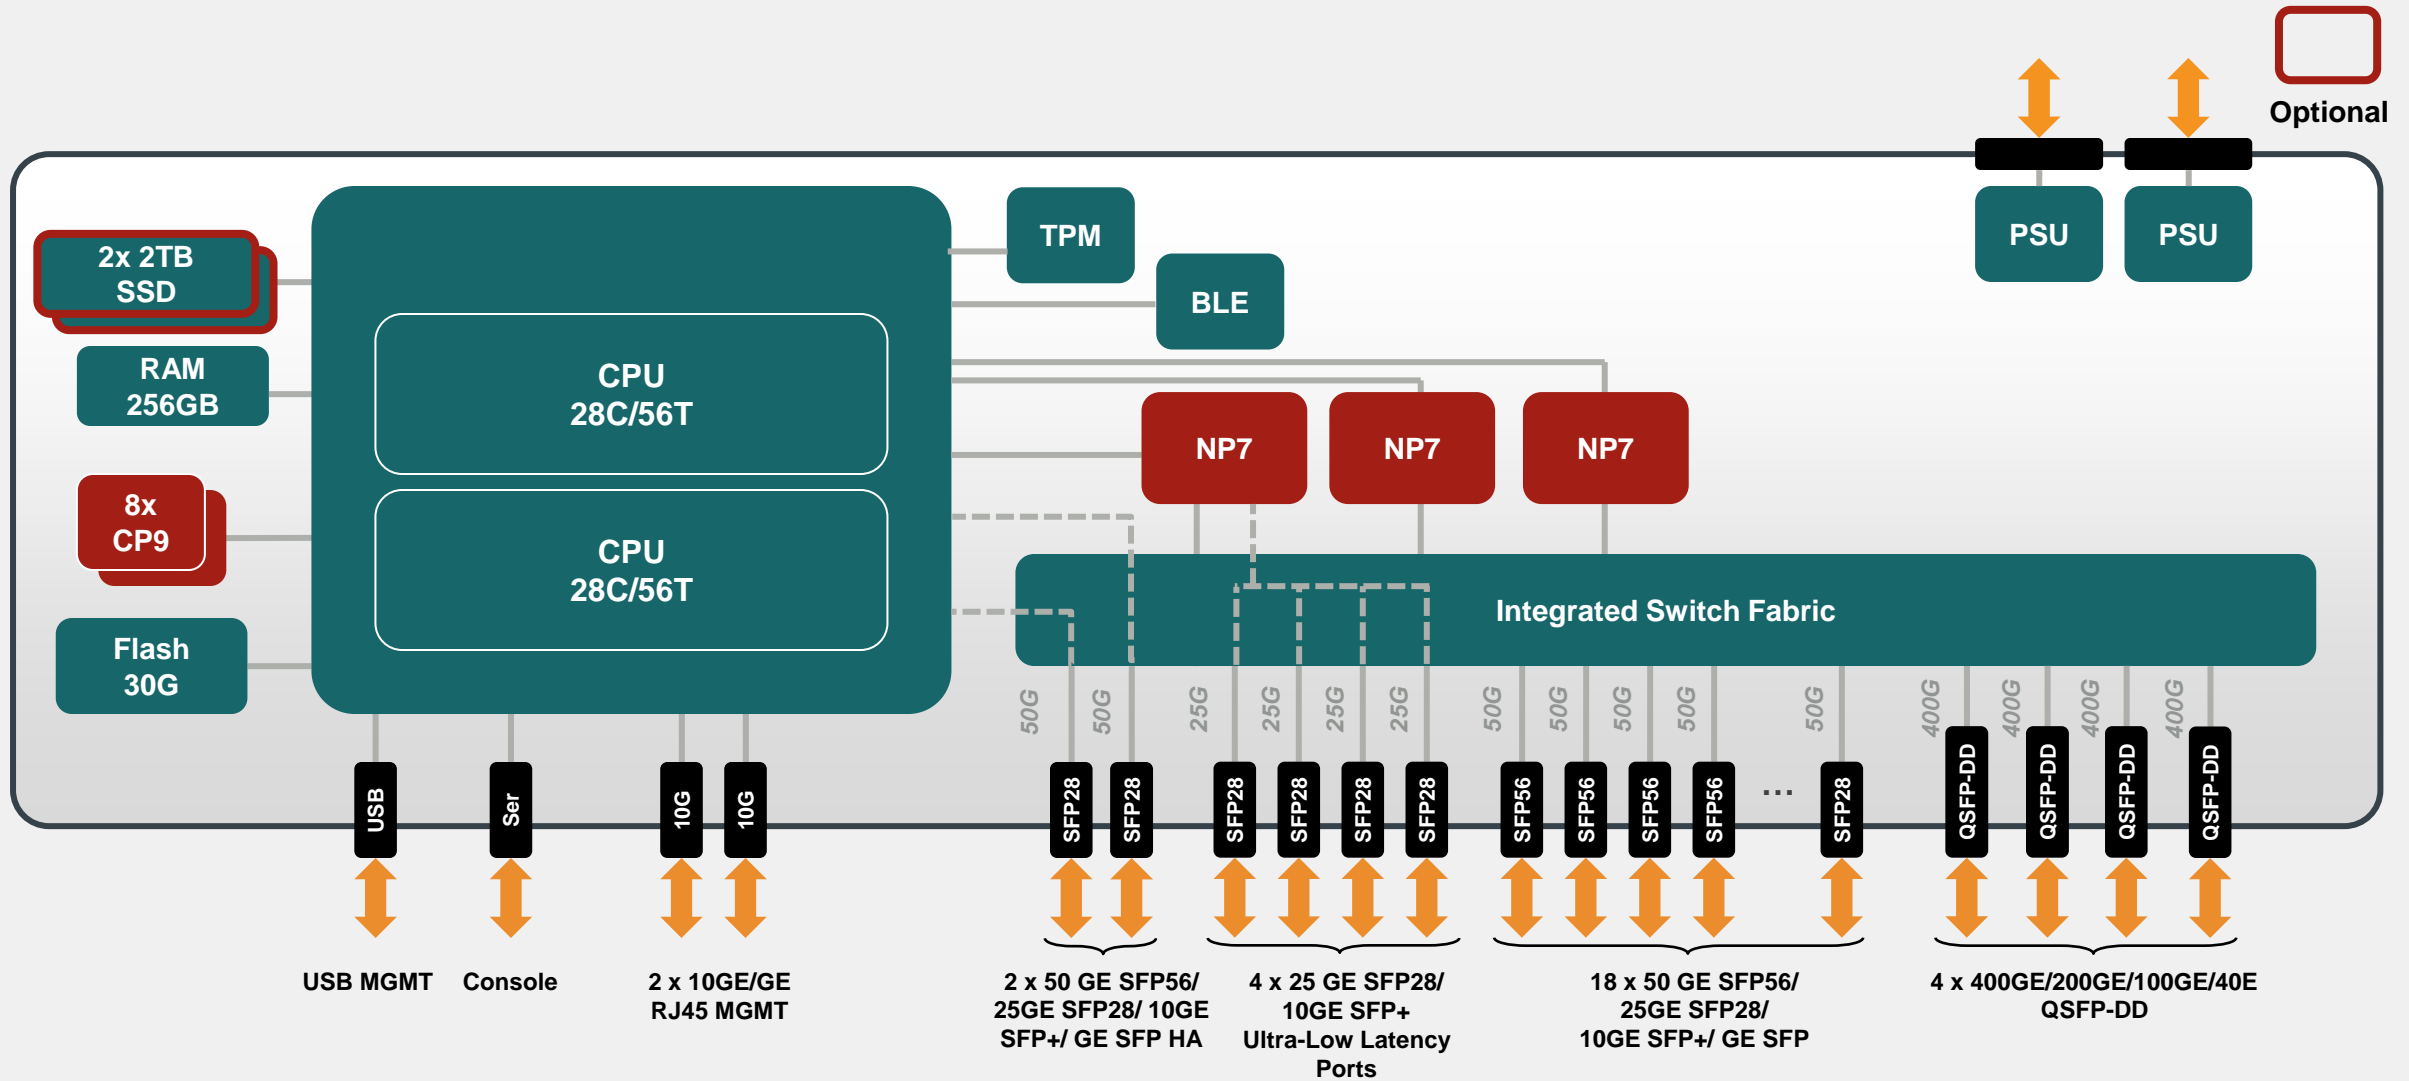 Optional
PSU
PSU
TPM
BLE
2x 2TB
SSD
RAM
256GB
8x
CP9
Flash
30G
CPU
28C/56T
CPU
28C/56T
NP7
NP7
NP7
Integrated Switch Fabric
50G
50G
25G
25G
25G
25G
50G
50G
50G
50G
50G
400G
400G
400G
400G
USB
Ser
10G
10G
SFP28
SFP28
SFP28
SFP28
SFP28
SFP28
SFP56
SFP56
SFP56
SFP56
...
SFP28
QSFP-DD
QSFP-DD
QSFP-DD
QSFP-DD
USB MGMT
Console
2 x 10GE/GE
RJ45 MGMT
2 x 50 GE SFP56/
25GE SFP28/ 10GE
SFP+/ GE SFP HA
4 x 25 GE SFP28/
10GE SFP+
Ultra-Low Latency
Ports
18 x 50 GE SFP56/
25GE SFP28/
10GE SFP+/ GE SFP
4 x 400GE/200GE/100GE/40E
QSFP-DD